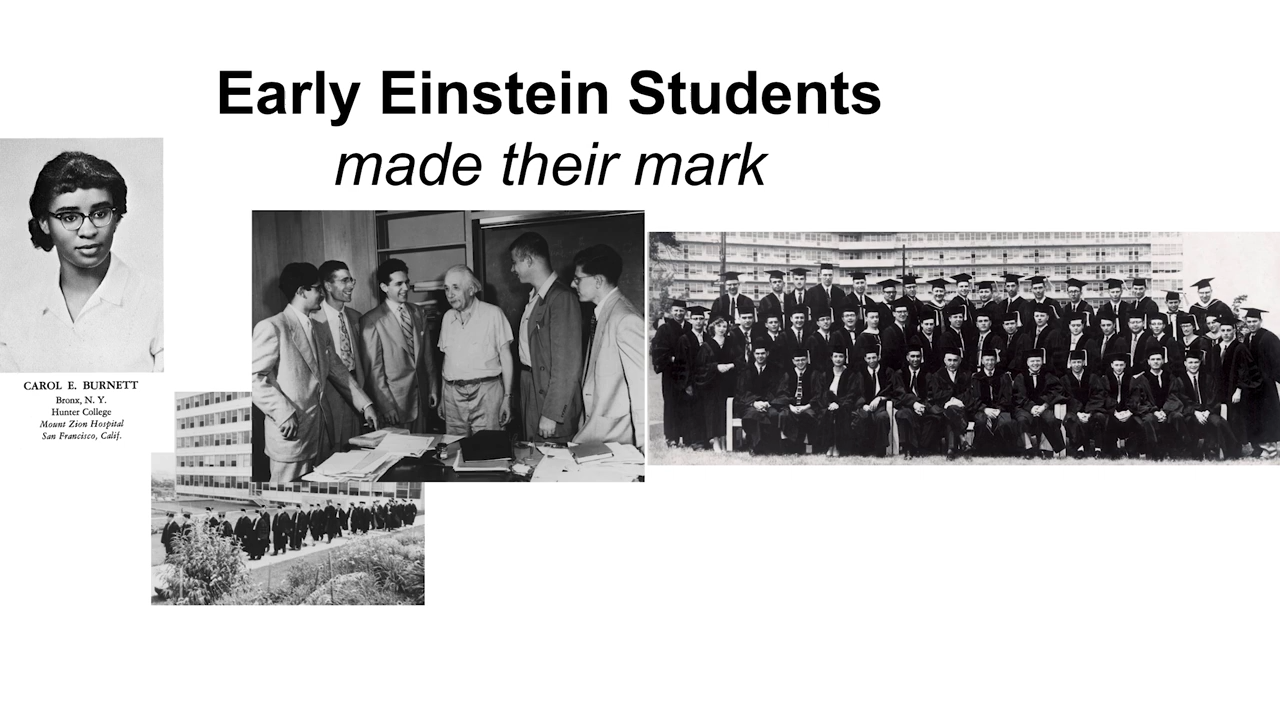 Early Einstein Students
made their mark
CAROL E. BURNETT
Bronx, N. Y.
Hunter College
Mount Zion Hospital
San Francisco, Calif.